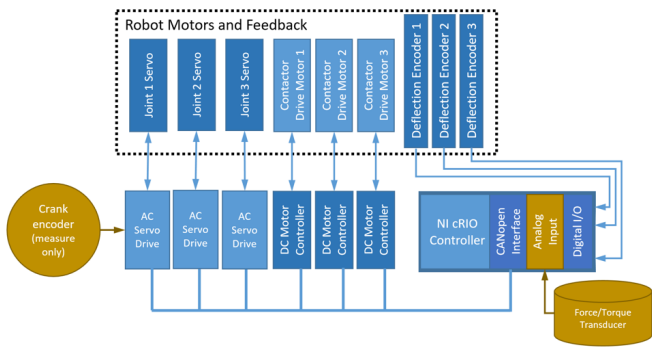 Robot Motors and Feedback
Joint 1 Servo
Joint 2 Servo
Joint 3 Servo
Contactor
Drive Motor 1
Contactor
Drive Motor 2
Contactor
Drive Motor 3
Deflection Encoder 1
Deflection Encoder 2
Deflection Encoder 3
Crank
encoder
(measure
only)
AC
Servo
Drive
AC
Servo
Drive
AC
Servo
Drive
DC Motor
Controller
DC Motor
Controller
DC Motor
Controller
NI cRIO
Controller
CANopen
Interface
Analog
Input
Digital I/O
Force/Torque
Transducer